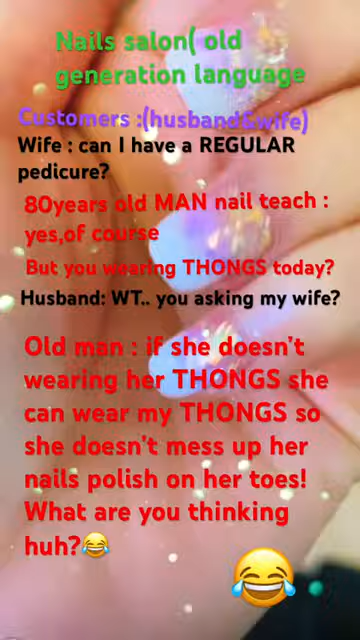 Nails salon( old
generation language
Customers :(husband&wife)
Wife : can I have a REGULAR
pedicure?
80years old MAN nail teach :
yes,of course
But you wearing THONGS today?
Husband: WT.. you asking my wife?
Old man : if she doesn't
wearing her THONGS she
can wear my THONGS so
she doesn't mess up her
nails polish on her toes!
What are you thinking
huh?😂
😂